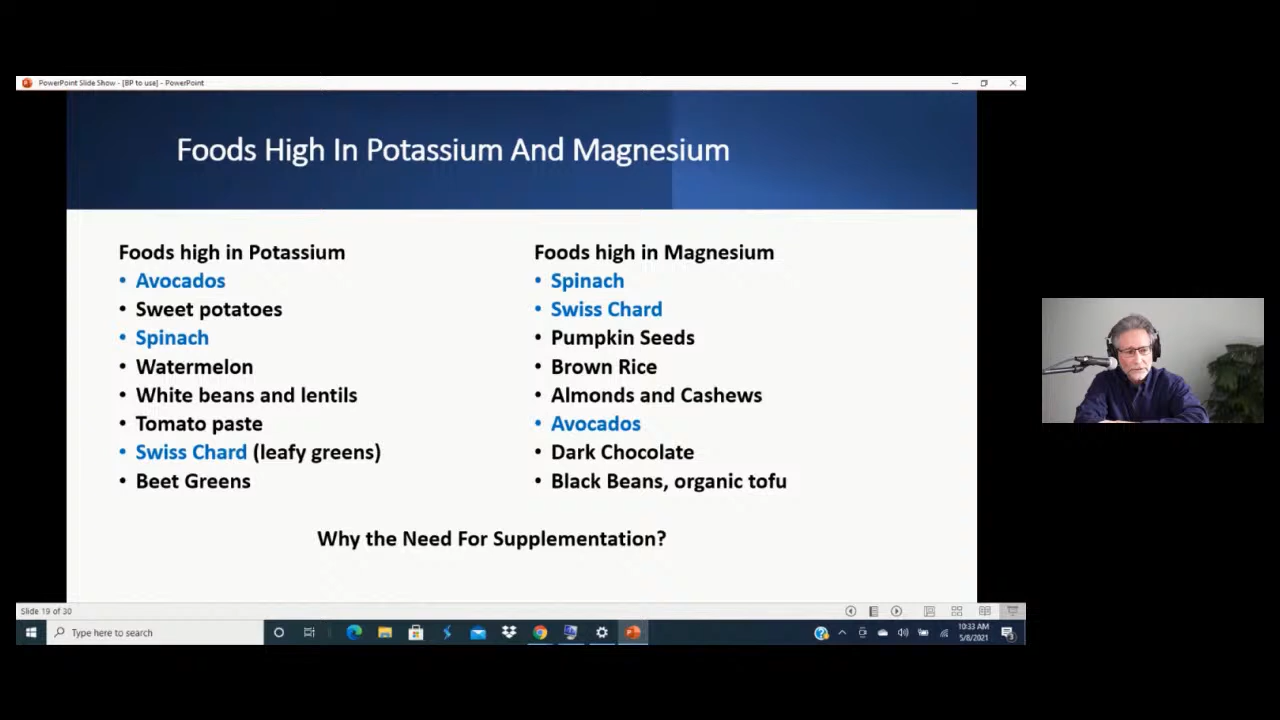 PowerPoint Slide Show - [BP to use] - PowerPoint
Foods High In Potassium And Magnesium
Foods high in Potassium
• Avocados
• Sweet potatoes
• Spinach
• Watermelon
• White beans and lentils
• Tomato paste
• Swiss Chard (leafy greens)
• Beet Greens
Foods high in Magnesium
• Spinach
• Swiss Chard
• Pumpkin Seeds
• Brown Rice
• Almonds and Cashews
• Avocados
• Dark Chocolate
• Black Beans, organic tofu
Why the Need For Supplementation?
Slide 19 of 30
Type here to search
10:33 AM
5/8/2021